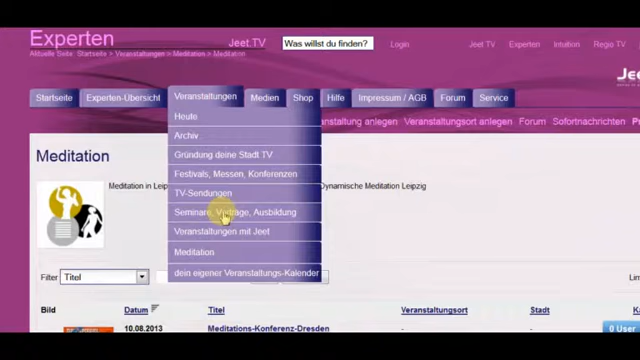 Experten
Jeet.TV
Was willst du finden?
Login
Jeet TV
Experten
Intuition
Regio TV
Aktuelle Seite: Startseite » Veranstaltungen » Meditation » Meditation
Startseite
Experten-Übersicht
Veranstaltungen
Medien
Shop
Hilfe
Impressum / AGB
Forum
Service
Heute
Archiv
Gründung deine Stadt TV
Festivals, Messen, Konferenzen
TV-Sendungen
Seminare, Vorträge, Ausbildung
Veranstaltungen mit Jeet
Meditation
dein eigener Veranstaltungs-Kalender
anlegen
Veranstaltungsort anlegen
Forum
Sofortnachrichten
Meditation
Meditation in
Dynamische Meditation Leipzig
Filter
Titel
Bild
Datum
Titel
Veranstaltungsort
Stadt
10.08.2013
Meditations-Konferenz-Dresden
-
-
0 User